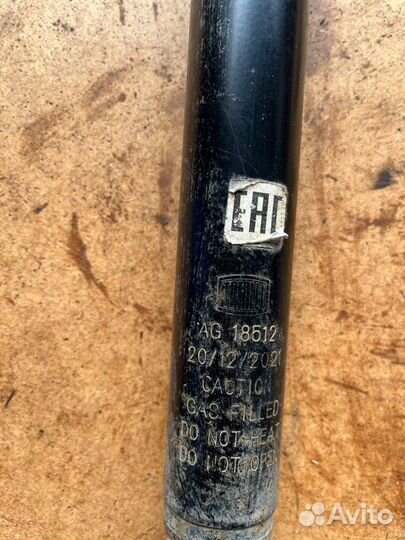 EAC
AG 18512
20/12/2021
CAUTION
GAS FILLED
DO NOT HEAT
DO NOT OPEN
Avito